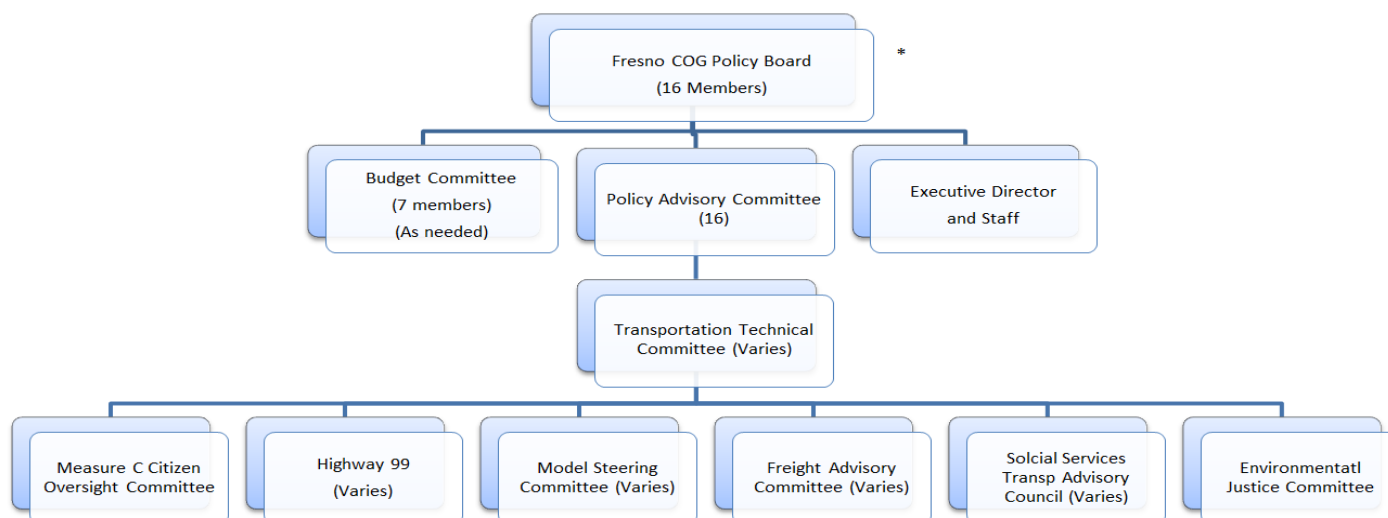 Fresno COG Policy Board
(16 Members)
*
Budget Committee
(7 members)
(As needed)
Policy Advisory Committee
(16)
Executive Director
and Staff
Transportation Technical
Committee (Varies)
Measure C Citizen
Oversight Committee
Highway 99
(Varies)
Model Steering
Committee (Varies)
Freight Advisory
Committee (Varies)
Solcial Services
Transp Advisory
Council (Varies)
Environmentatl
Justice Committee